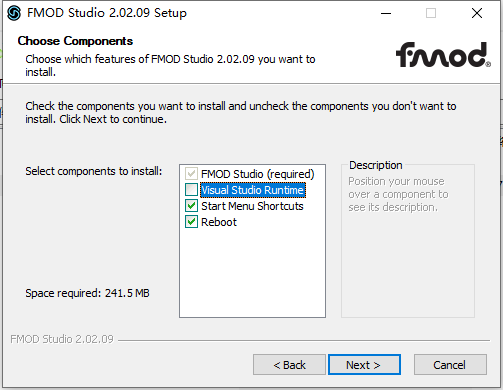 FMOD Studio 2.02.09 Setup
Choose Components
Choose which features of FMOD Studio 2.02.09 you want to
install.
fmod®
Check the components you want to install and uncheck the components you don't want to
install. Click Next to continue.
Select components to install:
FMOD Studio (required)
Visual Studio Runtime
Start Menu Shortcuts
Reboot
Description
Position your mouse
over a component to
see its description.
Space required: 241.5 MB
FMOD Studio 2.02.09
< Back
Next >
Cancel